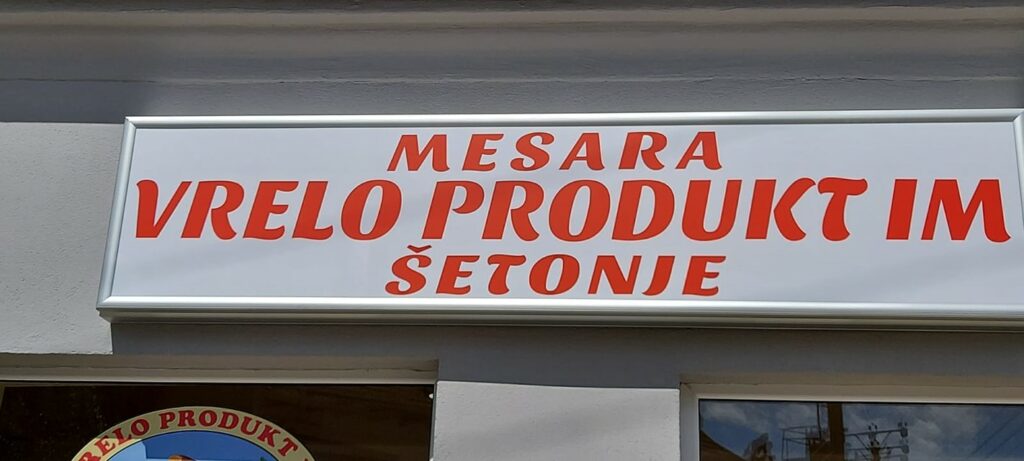 MESARA
VRELO PRODUKT IM
ŠETONJE
RELO PRODUKT